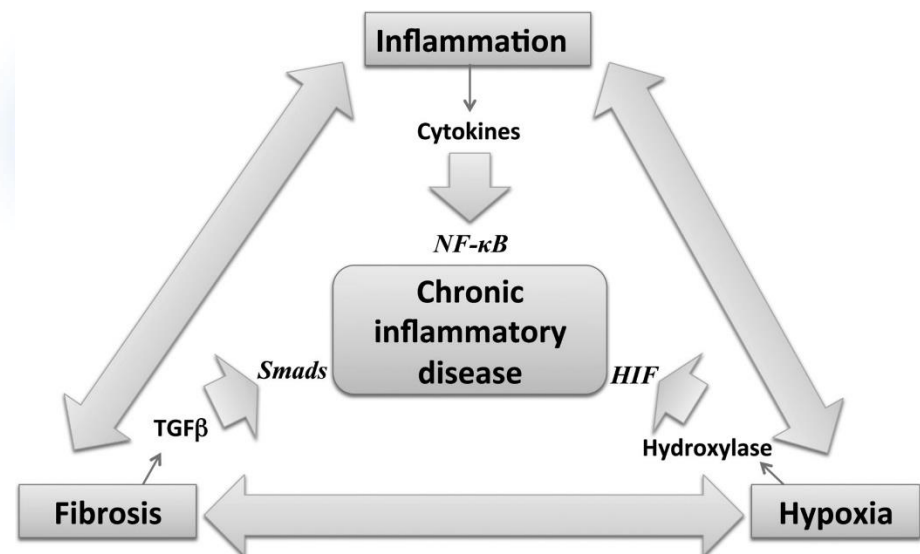 Inflammation
Cytokines
NF-κB
Chronic
inflammatory
disease
Smads
HIF
TGFβ
Hydroxylase
Fibrosis
Hypoxia